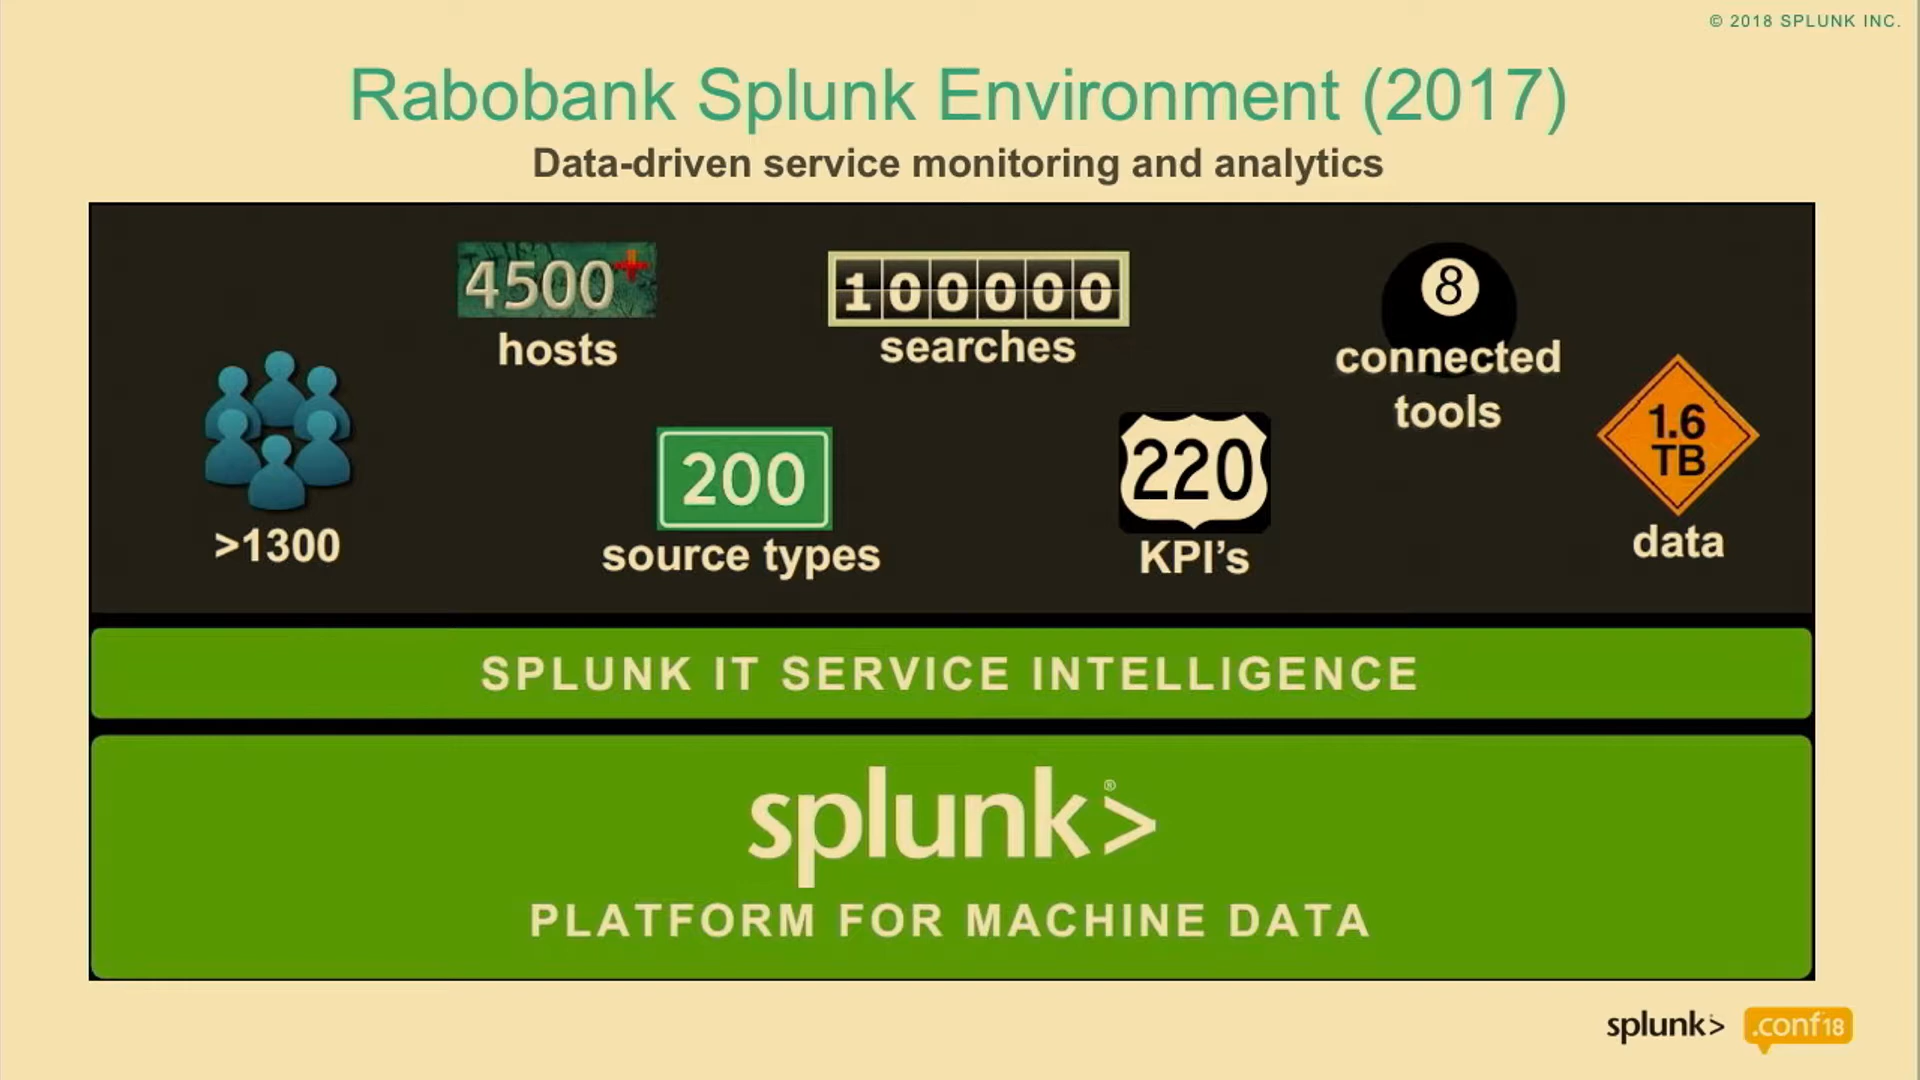 © 2018 SPLUNK INC.
Rabobank Splunk Environment (2017)
Data-driven service monitoring and analytics
4500+
hosts
100000
searches
8
connected
tools
>1300
200
source types
220
KPI’s
1.6
TB
data
SPLUNK IT SERVICE INTELLIGENCE
splunk>®
PLATFORM FOR MACHINE DATA
splunk> .conf18